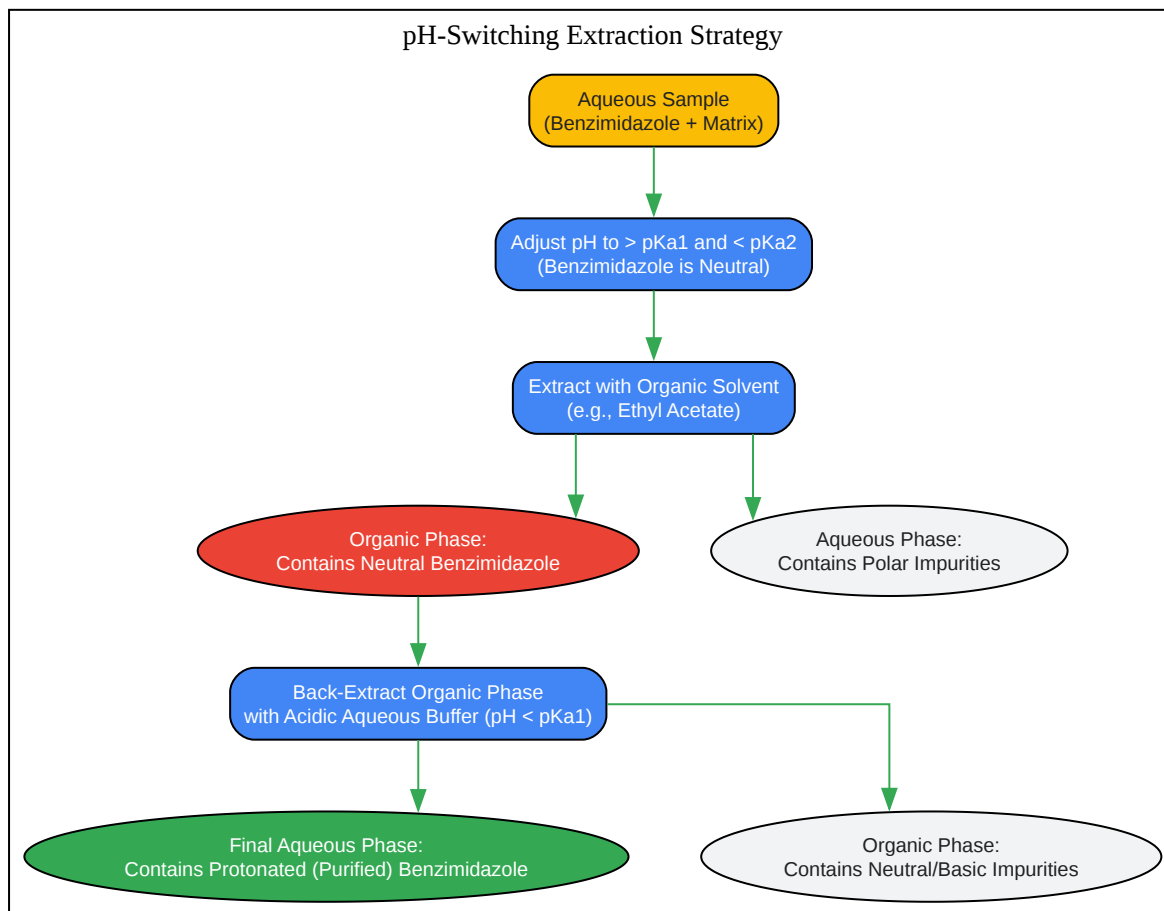 pH-Switching Extraction Strategy
Aqueous Sample
(Benzimidazole + Matrix)
Adjust pH to > pKa1 and < pKa2
(Benzimidazole is Neutral)
Extract with Organic Solvent
(e.g., Ethyl Acetate)
Organic Phase:
Contains Neutral Benzimidazole
Aqueous Phase:
Contains Polar Impurities
Back-Extract Organic Phase
with Acidic Aqueous Buffer (pH < pKa1)
Final Aqueous Phase:
Contains Protonated (Purified) Benzimidazole
Organic Phase:
Contains Neutral/Basic Impurities